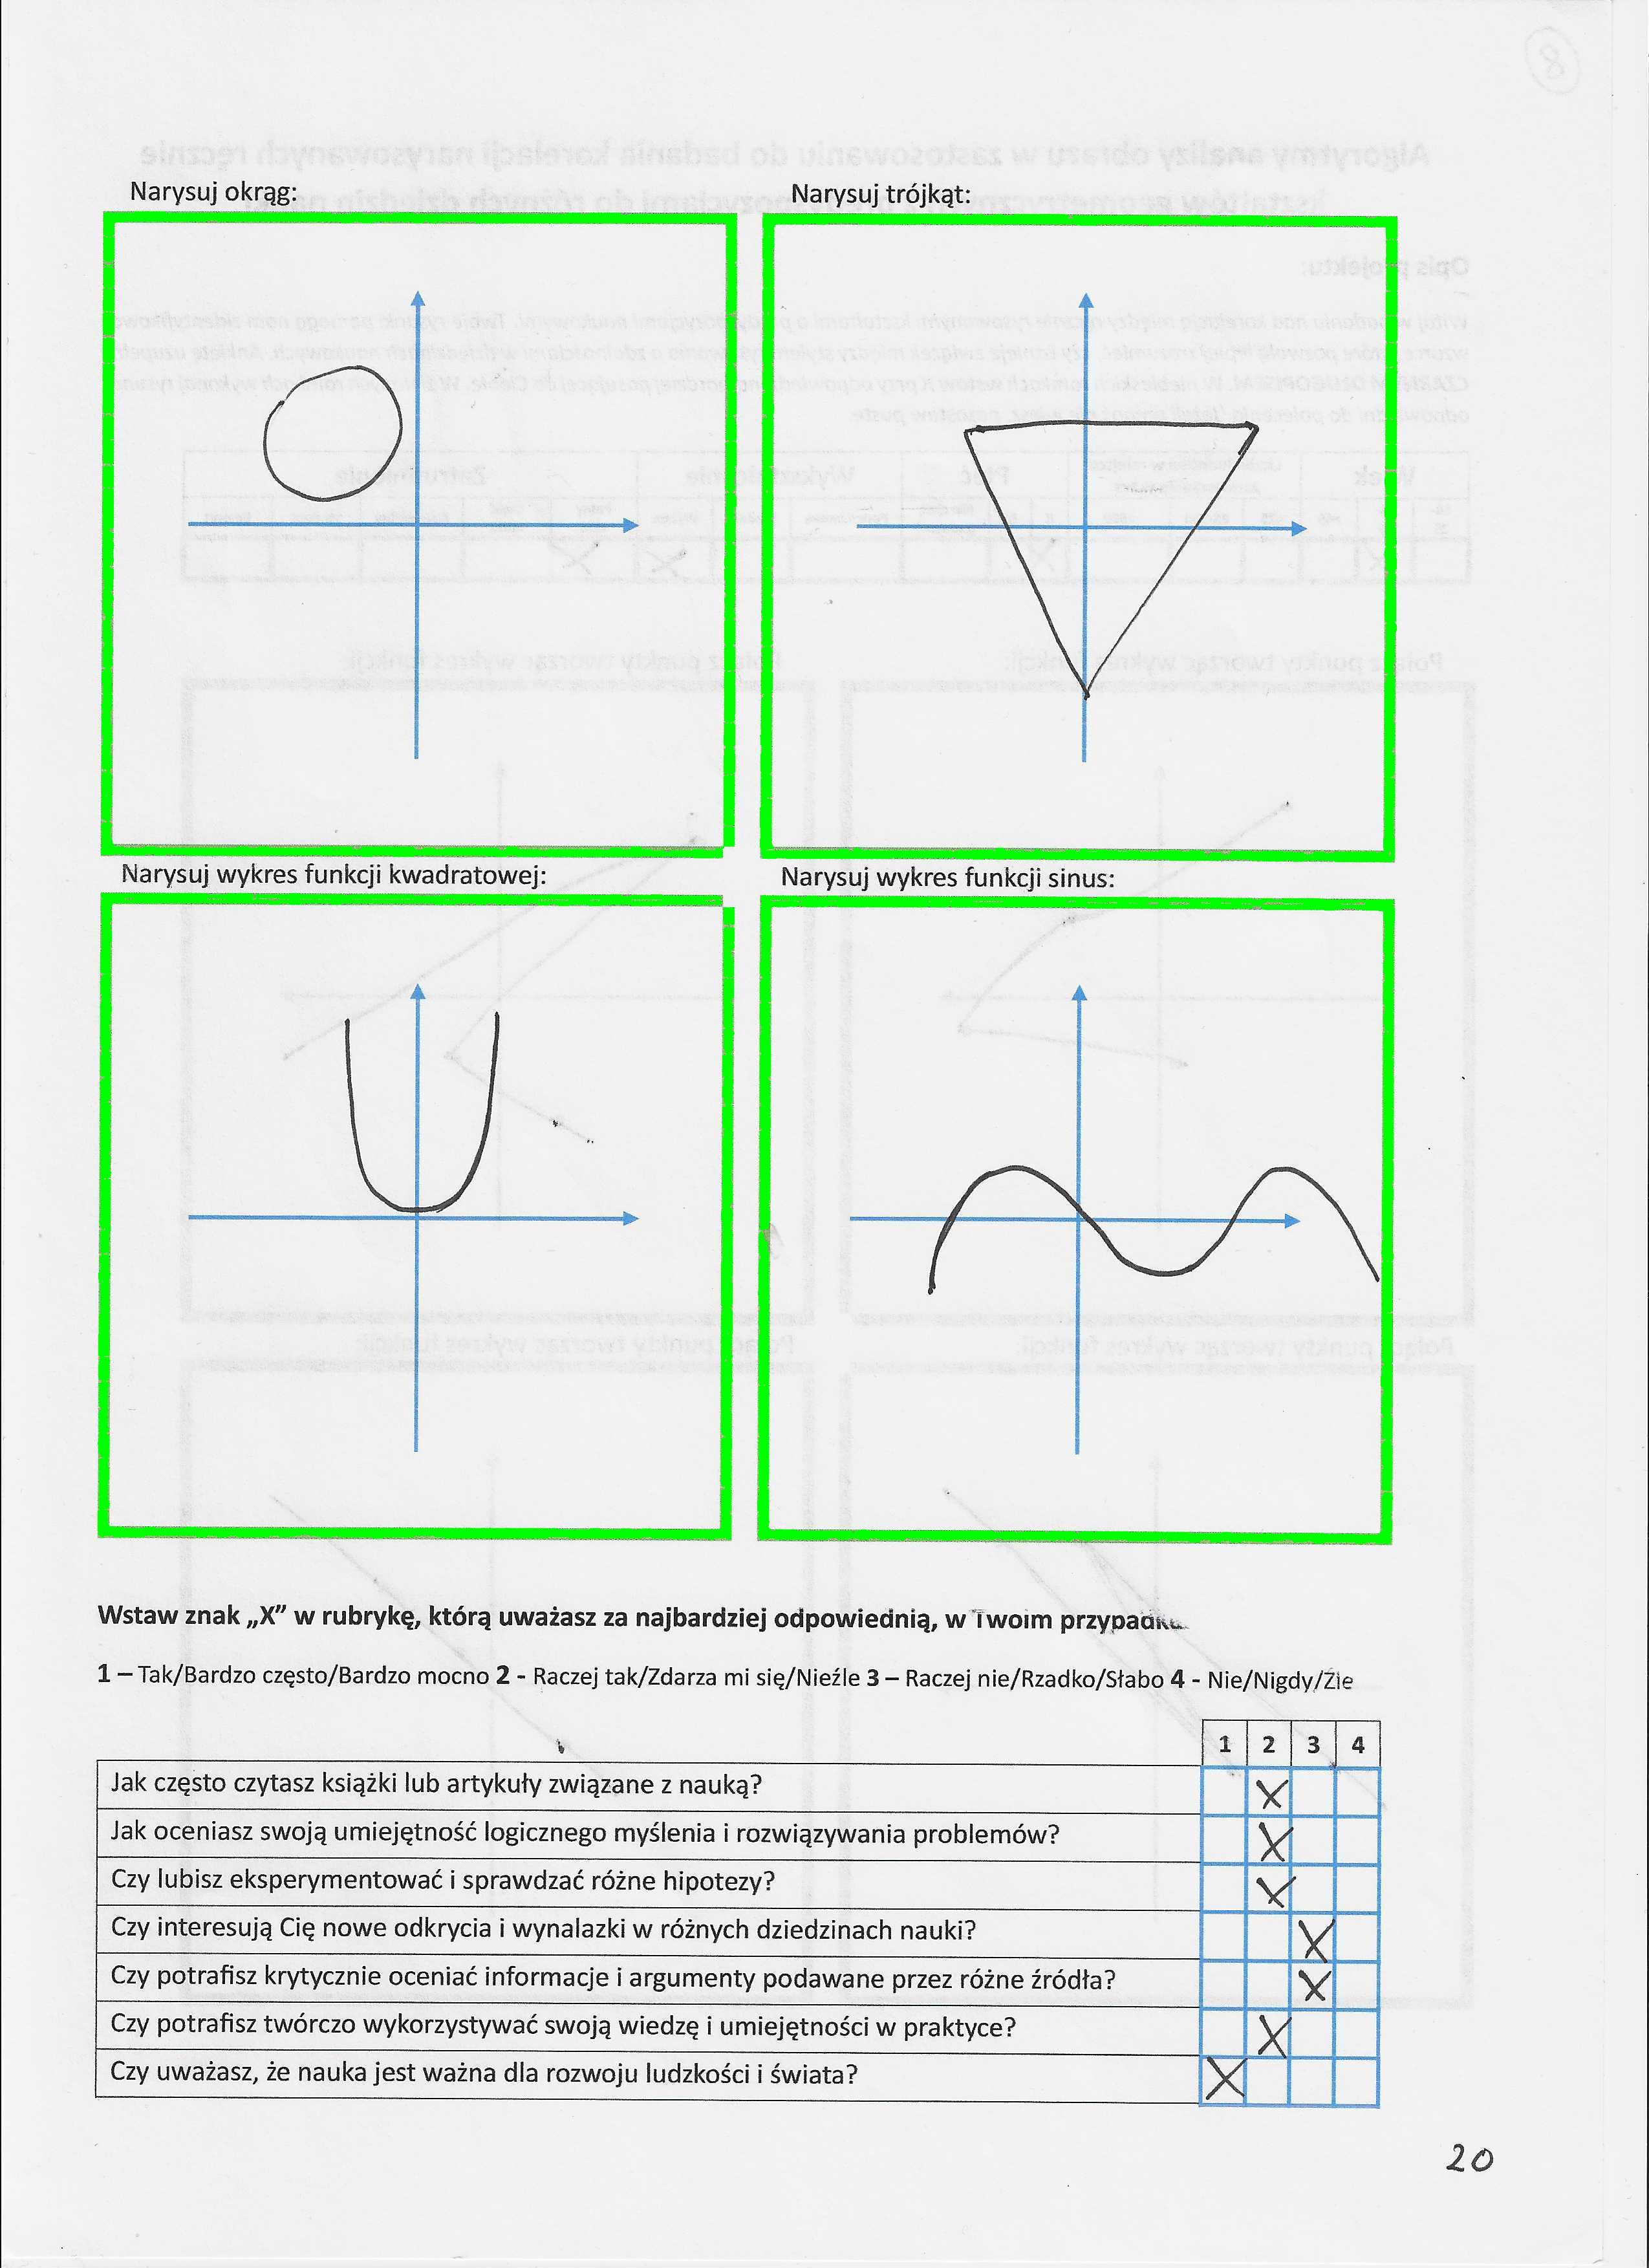 8
Narysuj okrąg:
Narysuj trójkąt:
Narysuj wykres funkcji kwadratowej:
Narysuj wykres funkcji sinus:
Wstaw znak „X” w rubrykę, którą uważasz za najbardziej odpowiednią, w Twoim przypadku
1 – Tak/Bardzo często/Bardzo mocno 2 - Raczej tak/Zdarza mi się/Nieźle 3 – Raczej nie/Rzadko/Słabo 4 - Nie/Nigdy/Źle
1 2 3 4
Jak często czytasz książki lub artykuły związane z nauką? X
Jak oceniasz swoją umiejętność logicznego myślenia i rozwiązywania problemów? X
Czy lubisz eksperymentować i sprawdzać różne hipotezy? X
Czy interesują Cię nowe odkrycia i wynalazki w różnych dziedzinach nauki? X
Czy potrafisz krytycznie oceniać informacje i argumenty podawane przez różne źródła? X
Czy potrafisz twórczo wykorzystywać swoją wiedzę i umiejętności w praktyce? X
Czy uważasz, że nauka jest ważna dla rozwoju ludzkości i świata? X
20